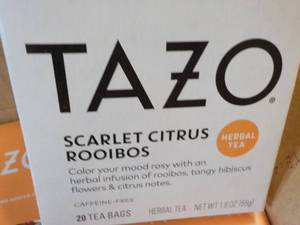 TAZO®
SCARLET CITRUS
ROOIBOS
HERBAL
TEA
Color your mood rosy with an
herbal infusion of rooibos, tangy hibiscus
flowers & citrus notes.
CAFFEINE-FREE
20 TEA BAGS HERBAL TEA NET WT 1.9 OZ (55g)
ZO